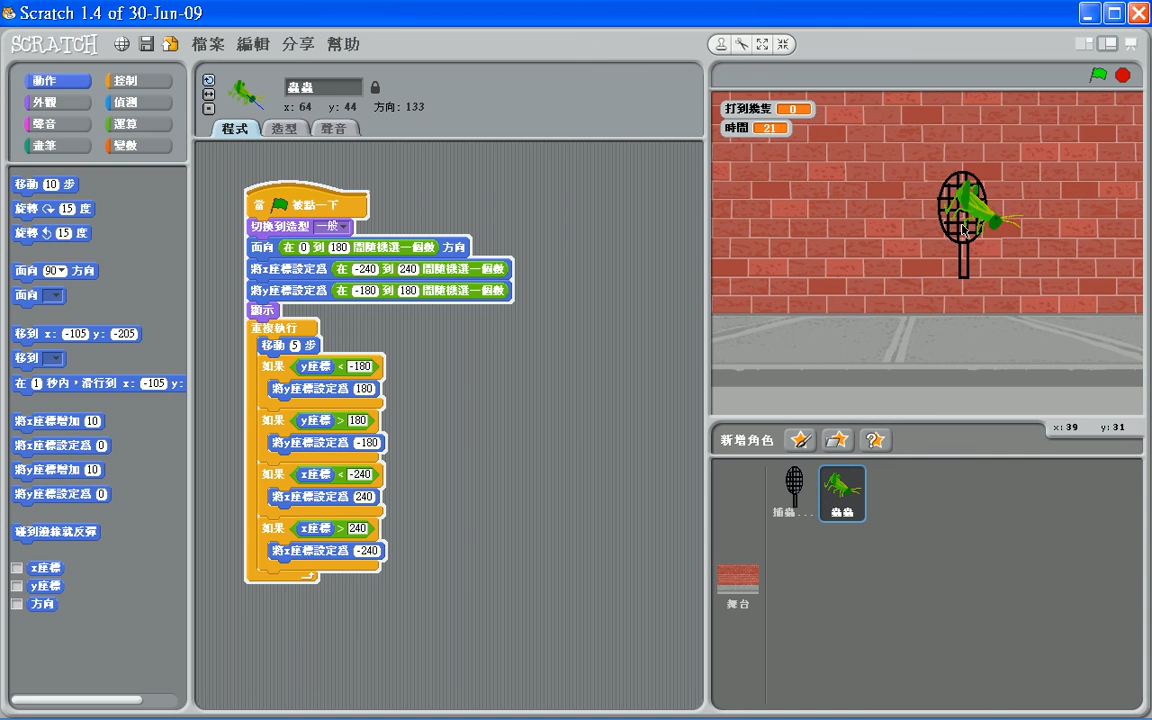 Scratch 1.4 of 30-Jun-09
SCRATCH 檔案 編輯 分享 幫助
動作 控制
外觀 偵測
聲音 運算
畫筆 變數
移動 10 步
旋轉 15 度
旋轉 15 度
面向 90 方向
面向
移到 x: -105 y: -205
移到
在 1 秒內，滑行到 x: -105 y:
將x座標增加 10
將x座標設定為 0
將y座標增加 10
將y座標設定為 0
碰到邊緣就反彈
x座標
y座標
方向
蟲蟲
x: 64 y: 44 方向: 133
程式 造型 聲音
當 被點一下
切換到造型 一般
面向 在 0 到 180 間隨機選一個數 方向
將x座標設定為 在 -240 到 240 間隨機選一個數
將y座標設定為 在 -180 到 180 間隨機選一個數
顯示
重複執行
移動 5 步
如果 y座標 < -180
將y座標設定為 180
如果 y座標 > 180
將y座標設定為 -180
如果 x座標 < -240
將x座標設定為 240
如果 x座標 > 240
將x座標設定為 -240
打到幾隻 0
時間 21
x: 39 y: 31
新增角色
捕蟲...
蟲蟲
舞台